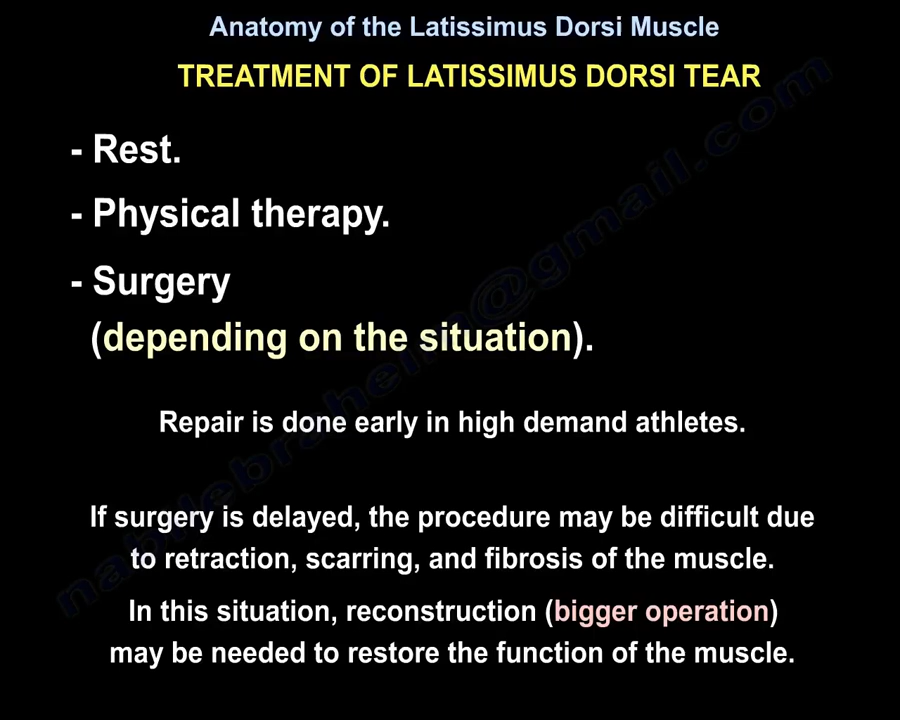 Anatomy of the Latissimus Dorsi Muscle
TREATMENT OF LATISSIMUS DORSI TEAR
- Rest.
- Physical therapy.
- Surgery
(depending on the situation).
Repair is done early in high demand athletes.
If surgery is delayed, the procedure may be difficult due
to retraction, scarring, and fibrosis of the muscle.
In this situation, reconstruction (bigger operation)
may be needed to restore the function of the muscle.
nabilebraheim@gmail.com